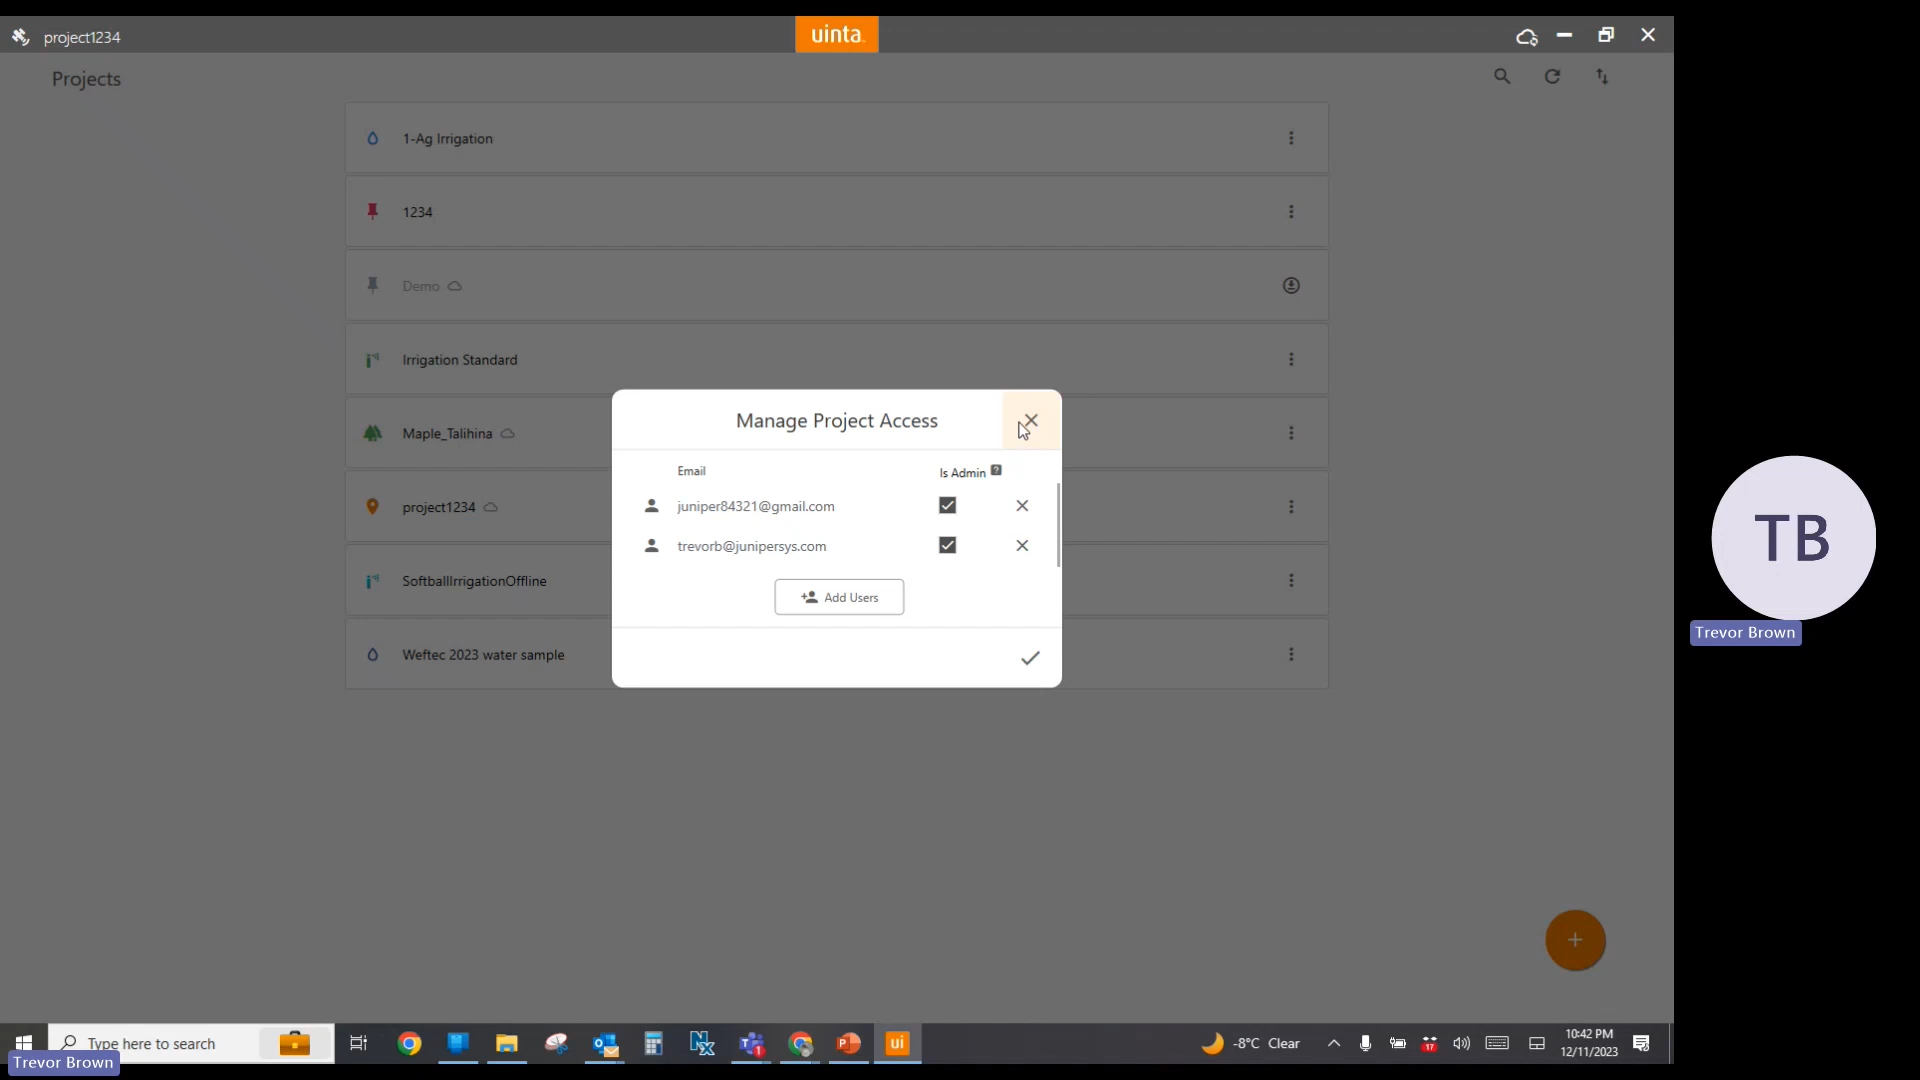 project1234
uinta
Projects
1-Ag Irrigation
1234
Demo
Irrigation Standard
Manage Project Access
Maple_Talihina
Email
Is Admin ?
project1234
juniper84321@gmail.com
trevorb@junipersys.com
SoftballIrrigationOffline
Add Users
Weftec 2023 water sample
TB
Trevor Brown
Type here to search
ui
-8°C Clear
17
10:42 PM
12/11/2023
Trevor Brown